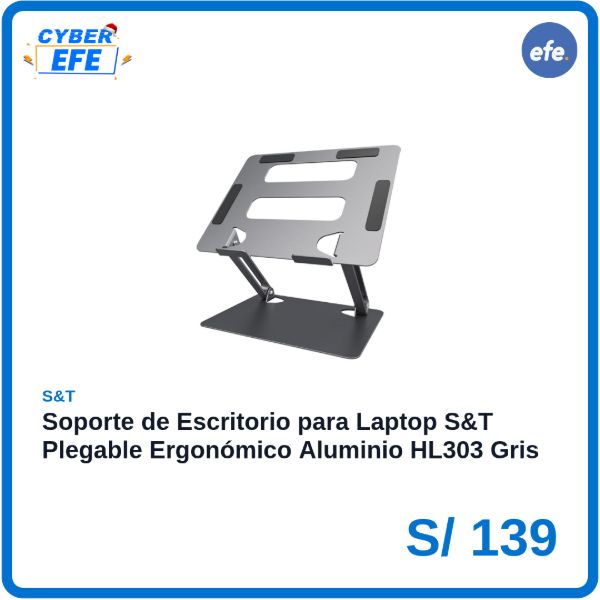 CYBER
EFE
efe.
S&T
Soporte de Escritorio para Laptop S&T
Plegable Ergonómico Aluminio HL303 Gris
S/ 139